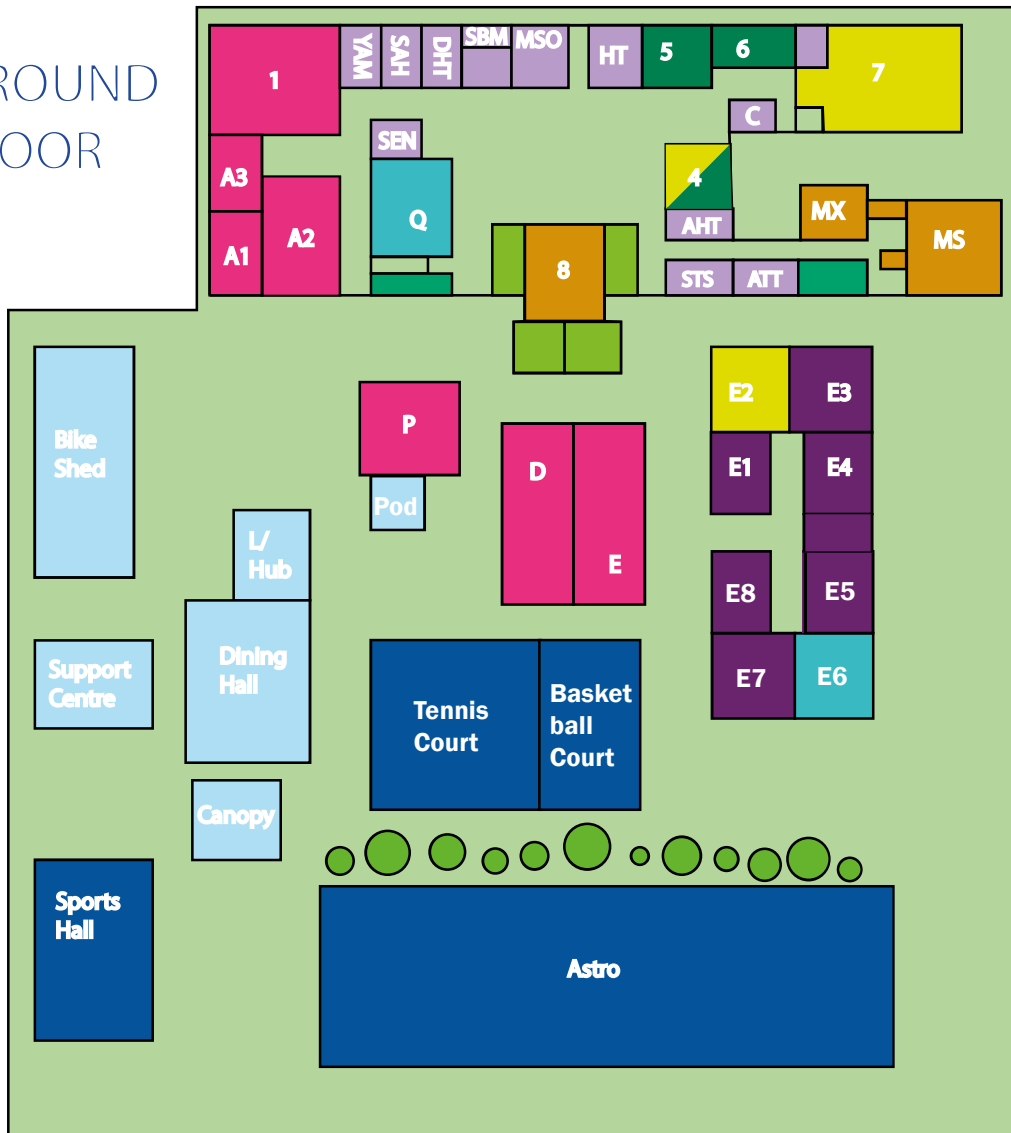 ROUND
OOR
1
YAM
SAH
DHT
SBM
MSO
HT
5
6
7
C
SEN
A3
4
Q
A2
A1
AHT
MX
MS
8
STS
ATT
E2
E3
P
Bike
Shed
E1
E4
D
Pod
L/
Hub
E
E8
E5
Support
Centre
Dining
Hall
E7
E6
Tennis
Court
Basket
ball
Court
Canopy
Sports
Hall
Astro